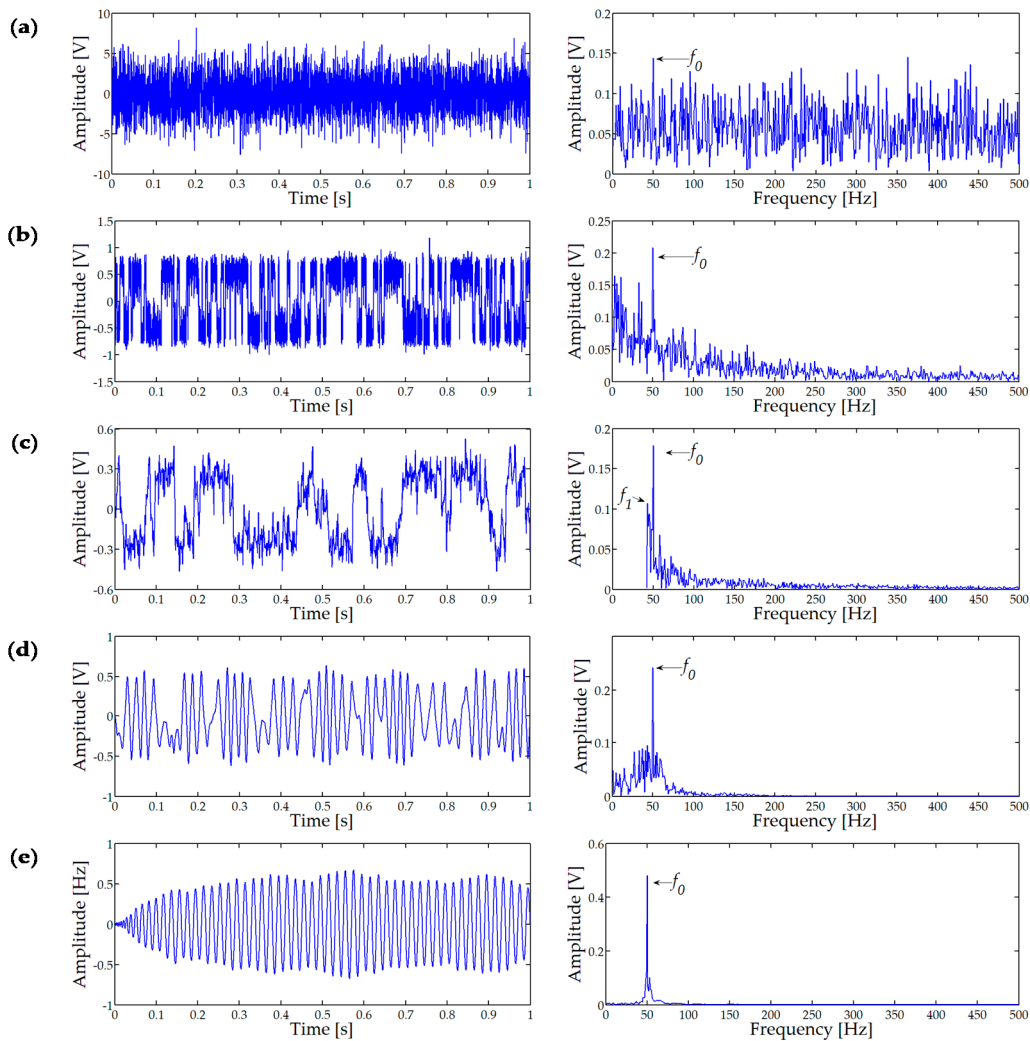 (a)
Amplitude [V]
10
5
0
-5
-10
0 0.1 0.2 0.3 0.4 0.5 0.6 0.7 0.8 0.9 1
Time [s]
Amplitude [V]
0.2
0.15
0.1
0.05
0
f0
0 50 100 150 200 250 300 350 400 450 500
Frequency [Hz]
(b)
Amplitude [V]
1.5
1
0.5
0
-0.5
-1
-1.5
0 0.1 0.2 0.3 0.4 0.5 0.6 0.7 0.8 0.9 1
Time [s]
Amplitude [V]
0.25
0.2
0.15
0.1
0.05
0
f0
0 50 100 150 200 250 300 350 400 450 500
Frequency [Hz]
(c)
Amplitude [V]
0.6
0.3
0
-0.3
-0.6
0 0.1 0.2 0.3 0.4 0.5 0.6 0.7 0.8 0.9 1
Time [s]
Amplitude [V]
0.2
0.15
0.1
0.05
0
f0
f1
0 50 100 150 200 250 300 350 400 450 500
Frequency [Hz]
(d)
Amplitude [V]
1
0.5
0
-0.5
-1
0 0.1 0.2 0.3 0.4 0.5 0.6 0.7 0.8 0.9 1
Time [s]
Amplitude [V]
0.2
0.1
0
f0
0 50 100 150 200 250 300 350 400 450 500
Frequency [Hz]
(e)
Amplitude [Hz]
1
0.5
0
-0.5
-1
0 0.1 0.2 0.3 0.4 0.5 0.6 0.7 0.8 0.9 1
Time [s]
Amplitude [V]
0.6
0.4
0.2
0
f0
0 50 100 150 200 250 300 350 400 450 500
Frequency [Hz]